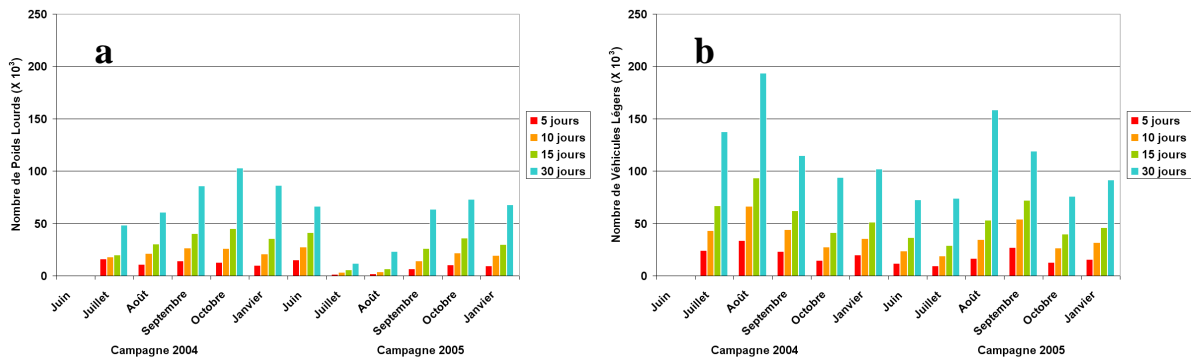 a
Nombre de Poids Lourds (X 10³)
250
200
150
100
50
0
Juin
Juillet
Août
Septembre
Octobre
Janvier
Juin
Juillet
Août
Septembre
Octobre
Janvier
Campagne 2004
Campagne 2005
5 jours
10 jours
15 jours
30 jours
b
Nombre de Véhicules Légers (X 10³)
250
200
150
100
50
0
Juin
Juillet
Août
Septembre
Octobre
Janvier
Juin
Juillet
Août
Septembre
Octobre
Janvier
Campagne 2004
Campagne 2005
5 jours
10 jours
15 jours
30 jours